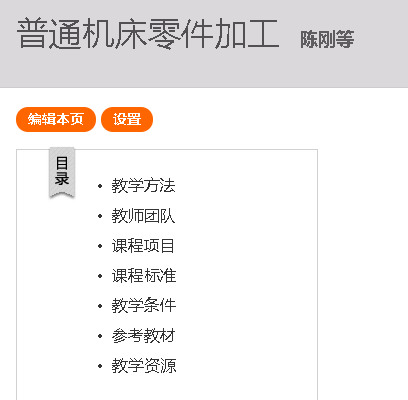 普通机床零件加工 陈刚等
编辑本页 设置
目录
• 教学方法
• 教师团队
• 课程项目
• 课程标准
• 教学条件
• 参考教材
• 教学资源